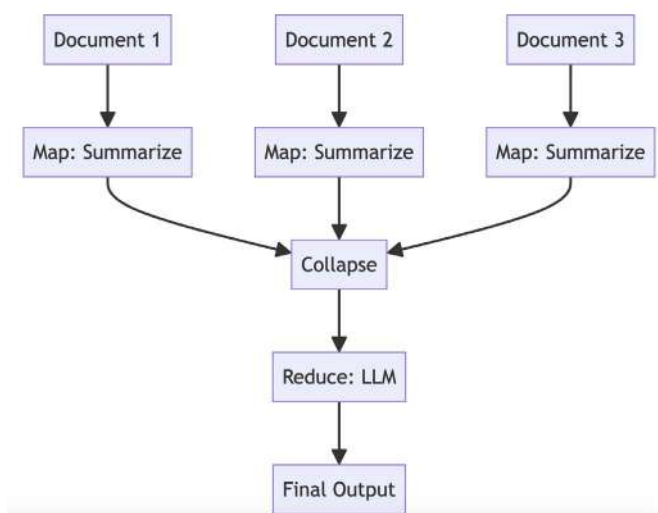 Document 1
Document 2
Document 3
Map: Summarize
Map: Summarize
Map: Summarize
Collapse
Reduce: LLM
Final Output